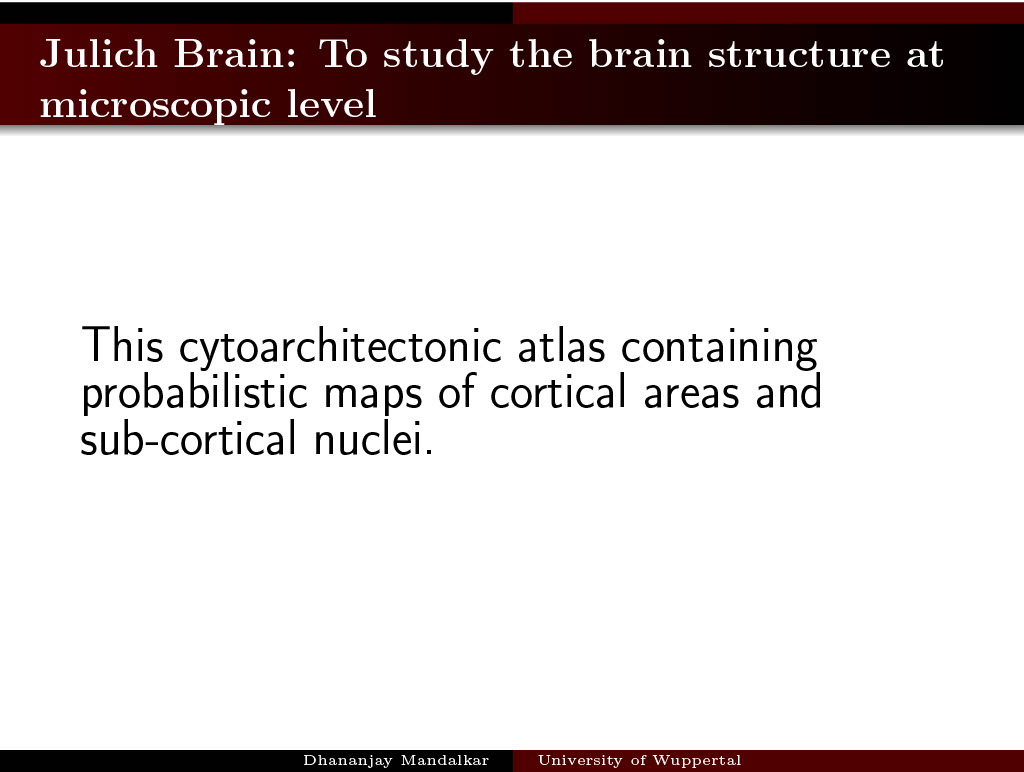 Julich Brain: To study the brain structure at
microscopic level
This cytoarchitectonic atlas containing
probabilistic maps of cortical areas and
sub-cortical nuclei.
Dhananjay Mandalkar University of Wuppertal